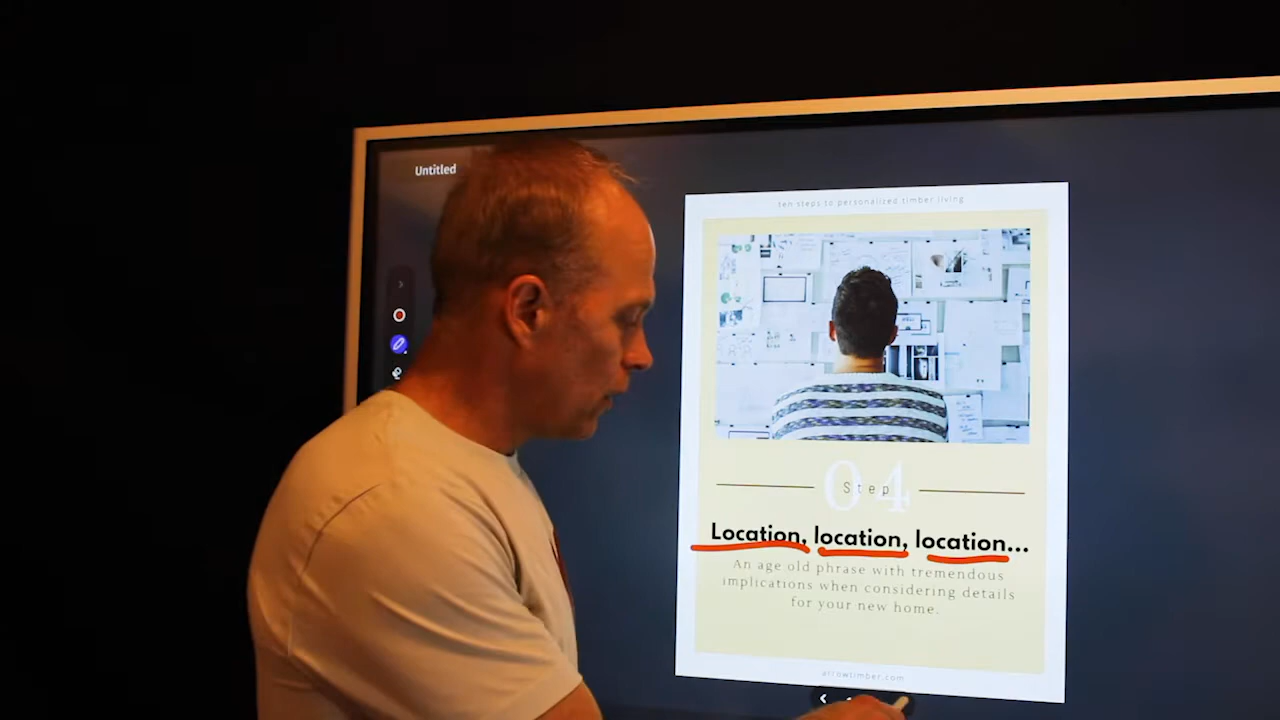 Untitled
ten steps to personalized timber living
04
Step
Location, location, location...
An age old phrase with tremendous
implications when considering details
for your new home.
arrowtimber.com